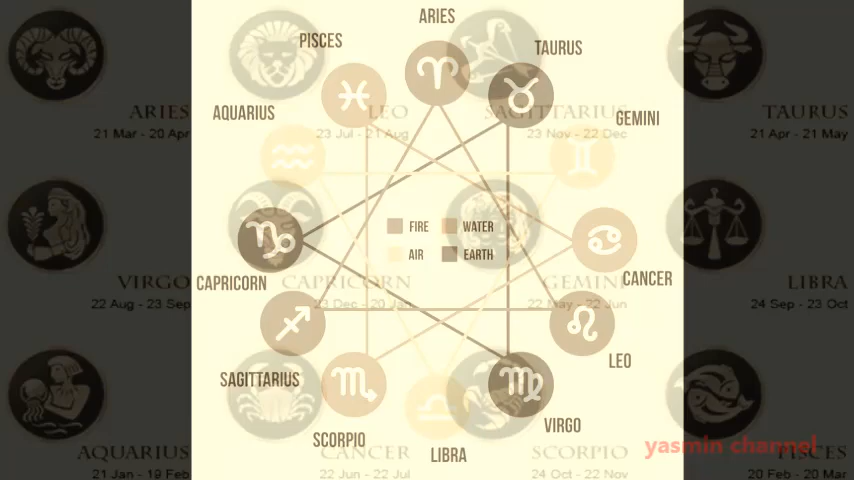 ARIES
PISCES
TAURUS
AQUARIUS
GEMINI
ARIES
LEO
SAGITTARIUS
TAURUS
21 Mar - 20 Apr
23 Jul - 21 Aug
23 Nov - 22 Dec
21 Apr - 21 May
FIRE
WATER
AIR
EARTH
CAPRICORN
CANCER
VIRGO
CAPRICORN
GEMINI
LIBRA
22 Aug - 23 Sep
23 Dec - 20 Jan
22 May - 22 Jun
24 Sep - 23 Oct
LEO
SAGITTARIUS
SCORPIO
LIBRA
VIRGO
AQUARIUS
CANCER
SCORPIO
PISCES
yasmin channel
21 Jan - 19 Feb
22 Jun - 22 Jul
24 Oct - 22 Nov
20 Feb - 20 Mar